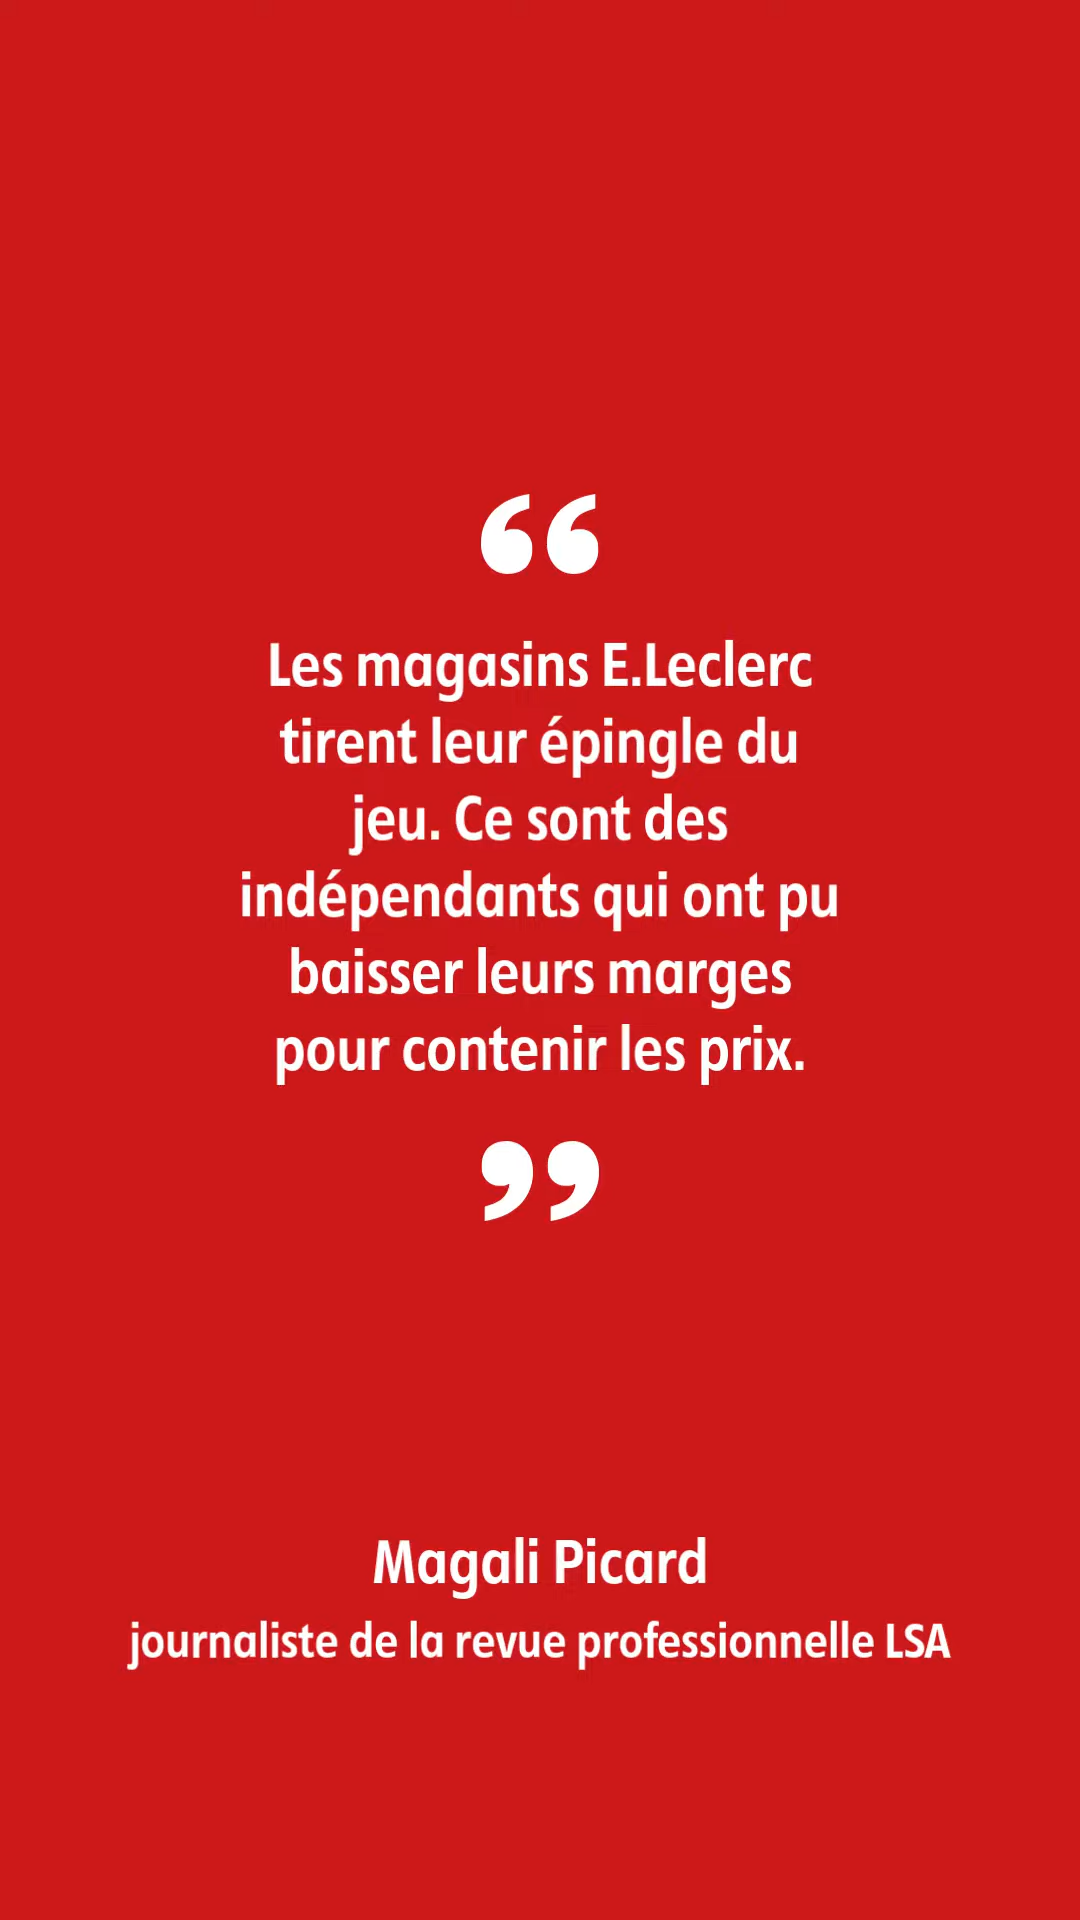 “
Les magasins E.Leclerc
tirent leur épingle du
jeu. Ce sont des
indépendants qui ont pu
baisser leurs marges
pour contenir les prix.
”
Magali Picard
journaliste de la revue professionnelle LSA